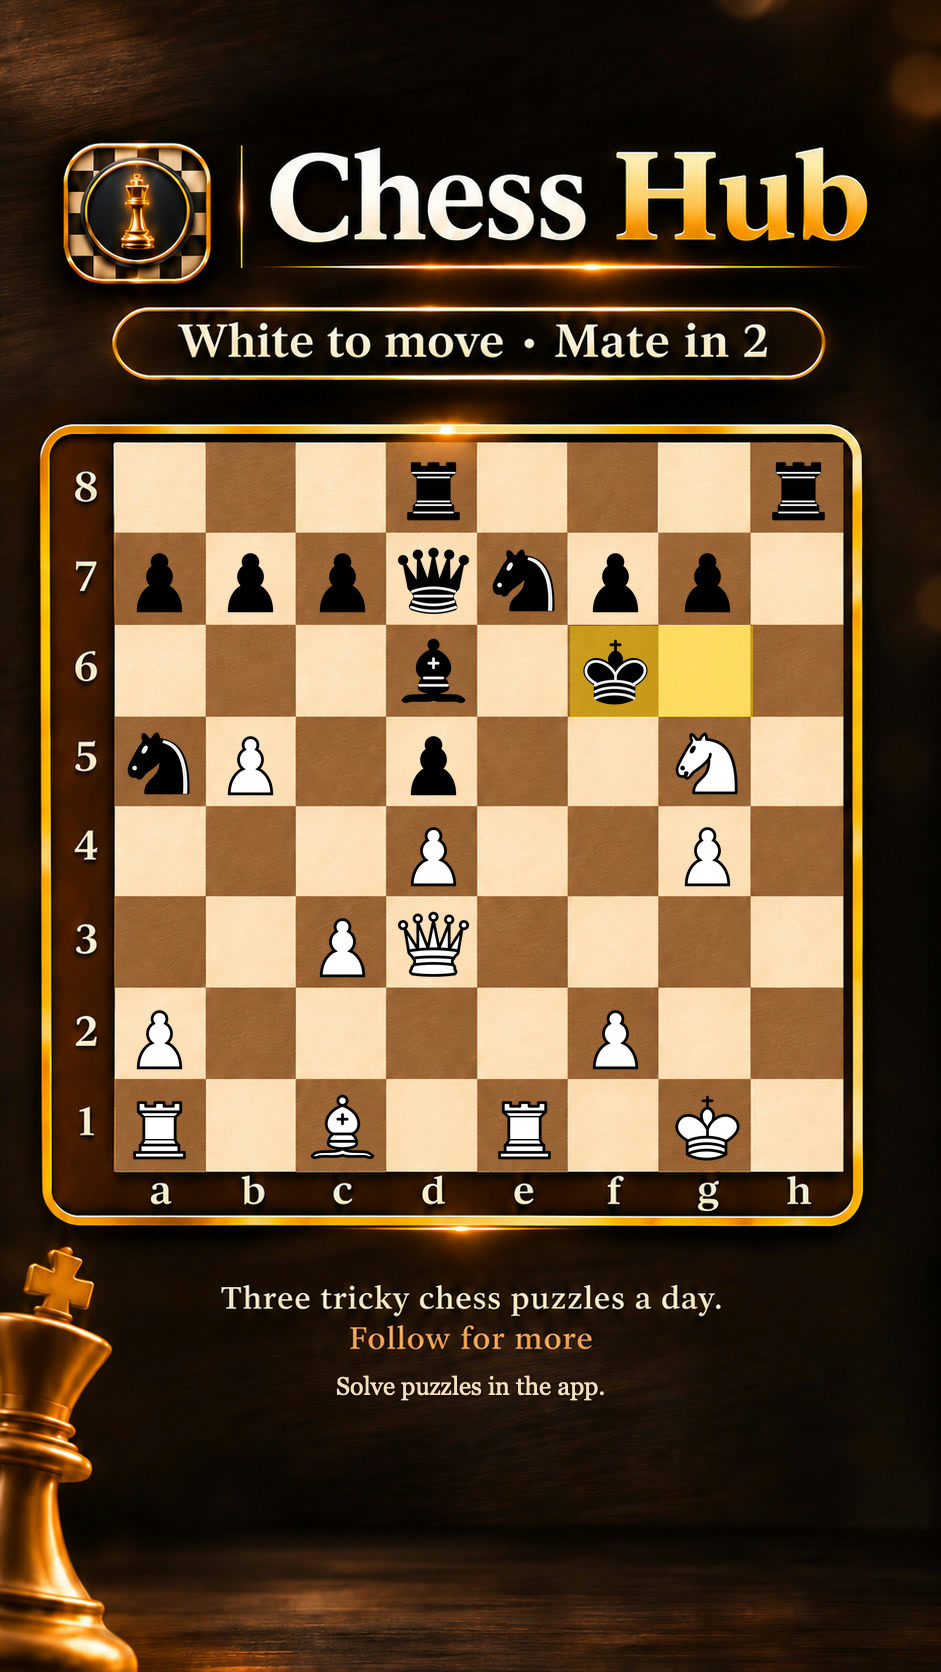 Chess Hub
White to move • Mate in 2
8
7
6
5
4
3
2
1
a b c d e f g h
Three tricky chess puzzles a day.
Follow for more
Solve puzzles in the app.